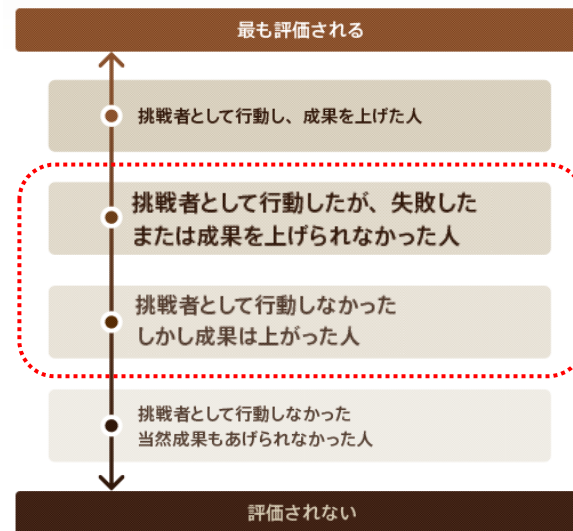 最も評価される
挑戦者として行動し、成果を上げた人
挑戦者として行動したが、失敗した
または成果を上げられなかった人
挑戦者として行動しなかった
しかし成果は上がった人
挑戦者として行動しなかった
当然成果もあげられなかった人
評価されない